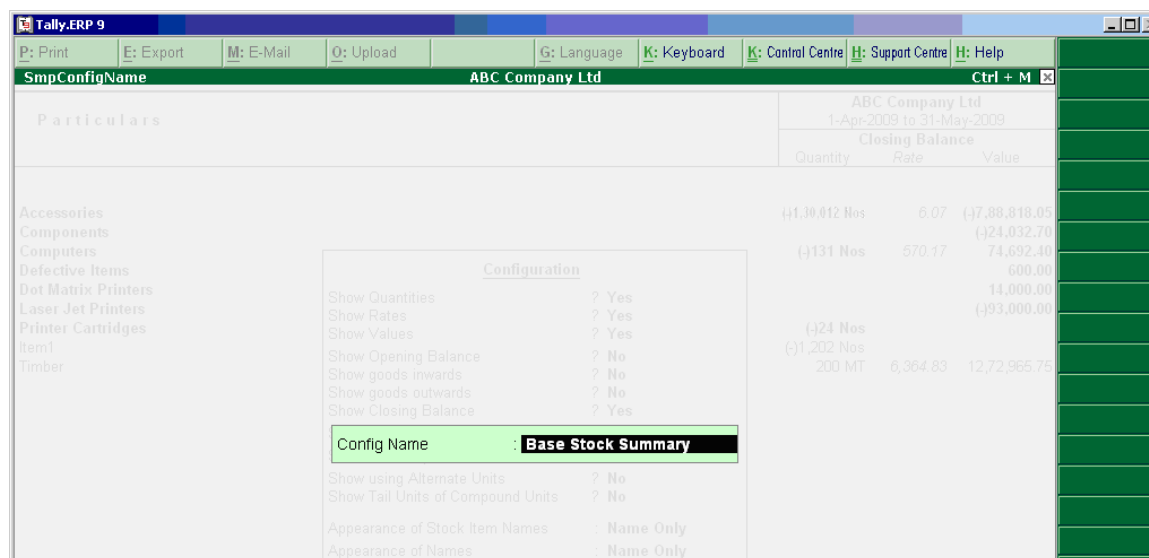 Tally.ERP 9
P: Print E: Export M: E-Mail O: Upload G: Language K: Keyboard K: Control Centre H: Support Centre H: Help
SmpConfigName ABC Company Ltd Ctrl + M
Particulars
ABC Company Ltd
1-Apr-2009 to 31-May-2009
Closing Balance
Quantity Rate Value
Accessories (-)1,30,012 Nos 6.07 (-)7,88,818.05
Components (-)24,032.70
Computers (-)131 Nos 570.17 74,692.40
Defective Items 600.00
Dot Matrix Printers 14,000.00
Laser Jet Printers (-)93,000.00
Printer Cartridges (-)24 Nos
Item1 (-)1,202 Nos
Timber 200 MT 6,364.83 12,72,965.75
Configuration
Show Quantities ? Yes
Show Rates ? Yes
Show Values ? Yes
Show Opening Balance ? No
Show goods inwards ? No
Show goods outwards ? No
Show Closing Balance ? Yes
Config Name : Base Stock Summary
Show using Alternate Units ? No
Show Tail Units of Compound Units ? No
Appearance of Stock Item Names : Name Only
Appearance of Names : Name Only